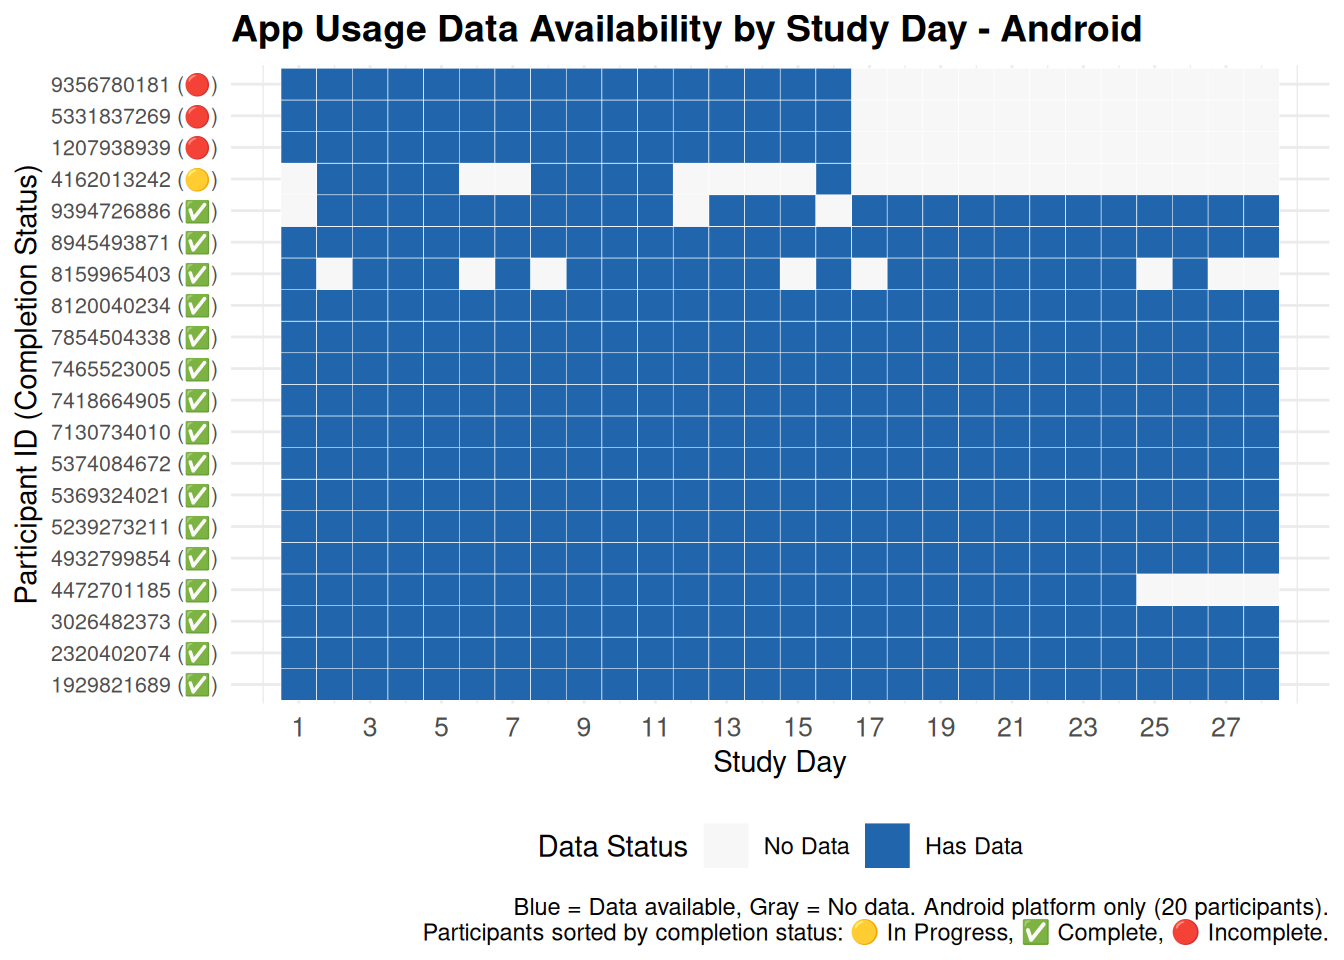 App Usage Data Availability by Study Day - Android
Participant ID (Completion Status)
9356780181 (🔴)
5331837269 (🔴)
1207938939 (🔴)
4162013242 (🟡)
9394726886 (✅)
8945493871 (✅)
8159965403 (✅)
8120040234 (✅)
7854504338 (✅)
7465523005 (✅)
7418664905 (✅)
7130734010 (✅)
5374084672 (✅)
5369324021 (✅)
5239273211 (✅)
4932799854 (✅)
4472701185 (✅)
3026482373 (✅)
2320402074 (✅)
1929821689 (✅)
1 3 5 7 9 11 13 15 17 19 21 23 25 27
Study Day
Data Status No Data Has Data
Blue = Data available, Gray = No data. Android platform only (20 participants).
Participants sorted by completion status: 🟡 In Progress, ✅ Complete, 🔴 Incomplete.